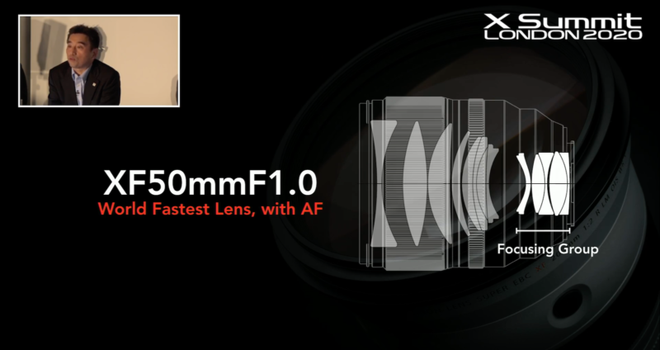 X Summit
LONDON 2020
XF50mmF1.0
World Fastest Lens, with AF
Focusing Group